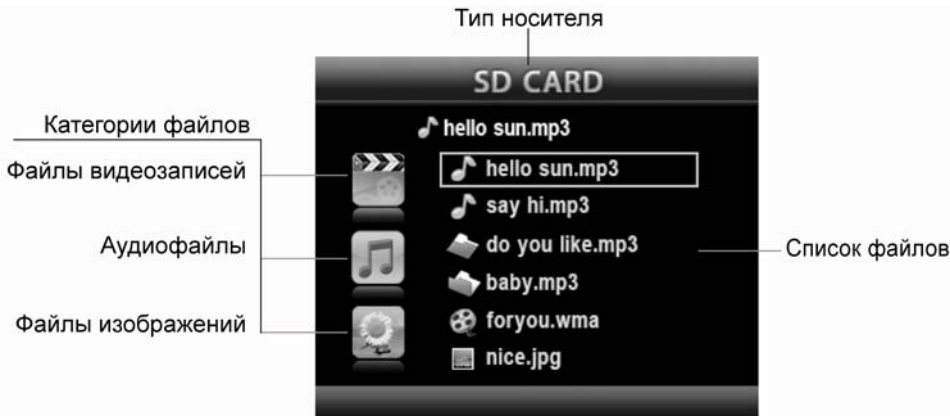 Тип носителя
SD CARD
Категории файлов
hello sun.mp3
Файлы видеозаписей
hello sun.mp3
say hi.mp3
Аудиофайлы
do you like.mp3
Список файлов
baby.mp3
Файлы изображений
foryou.wma
nice.jpg